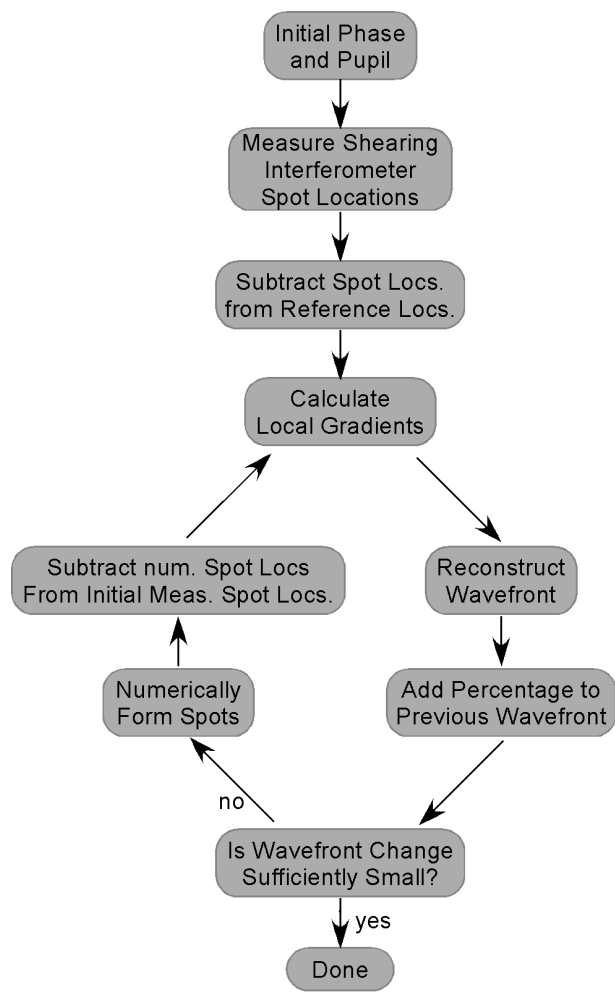 Initial Phase
and Pupil
Measure Shearing
Interferometer
Spot Locations
Subtract Spot Locs.
from Reference Locs.
Calculate
Local Gradients
Subtract num. Spot Locs
From Initial Meas. Spot Locs.
Reconstruct
Wavefront
Numerically
Form Spots
Add Percentage to
Previous Wavefront
no
Is Wavefront Change
Sufficiently Small?
yes
Done